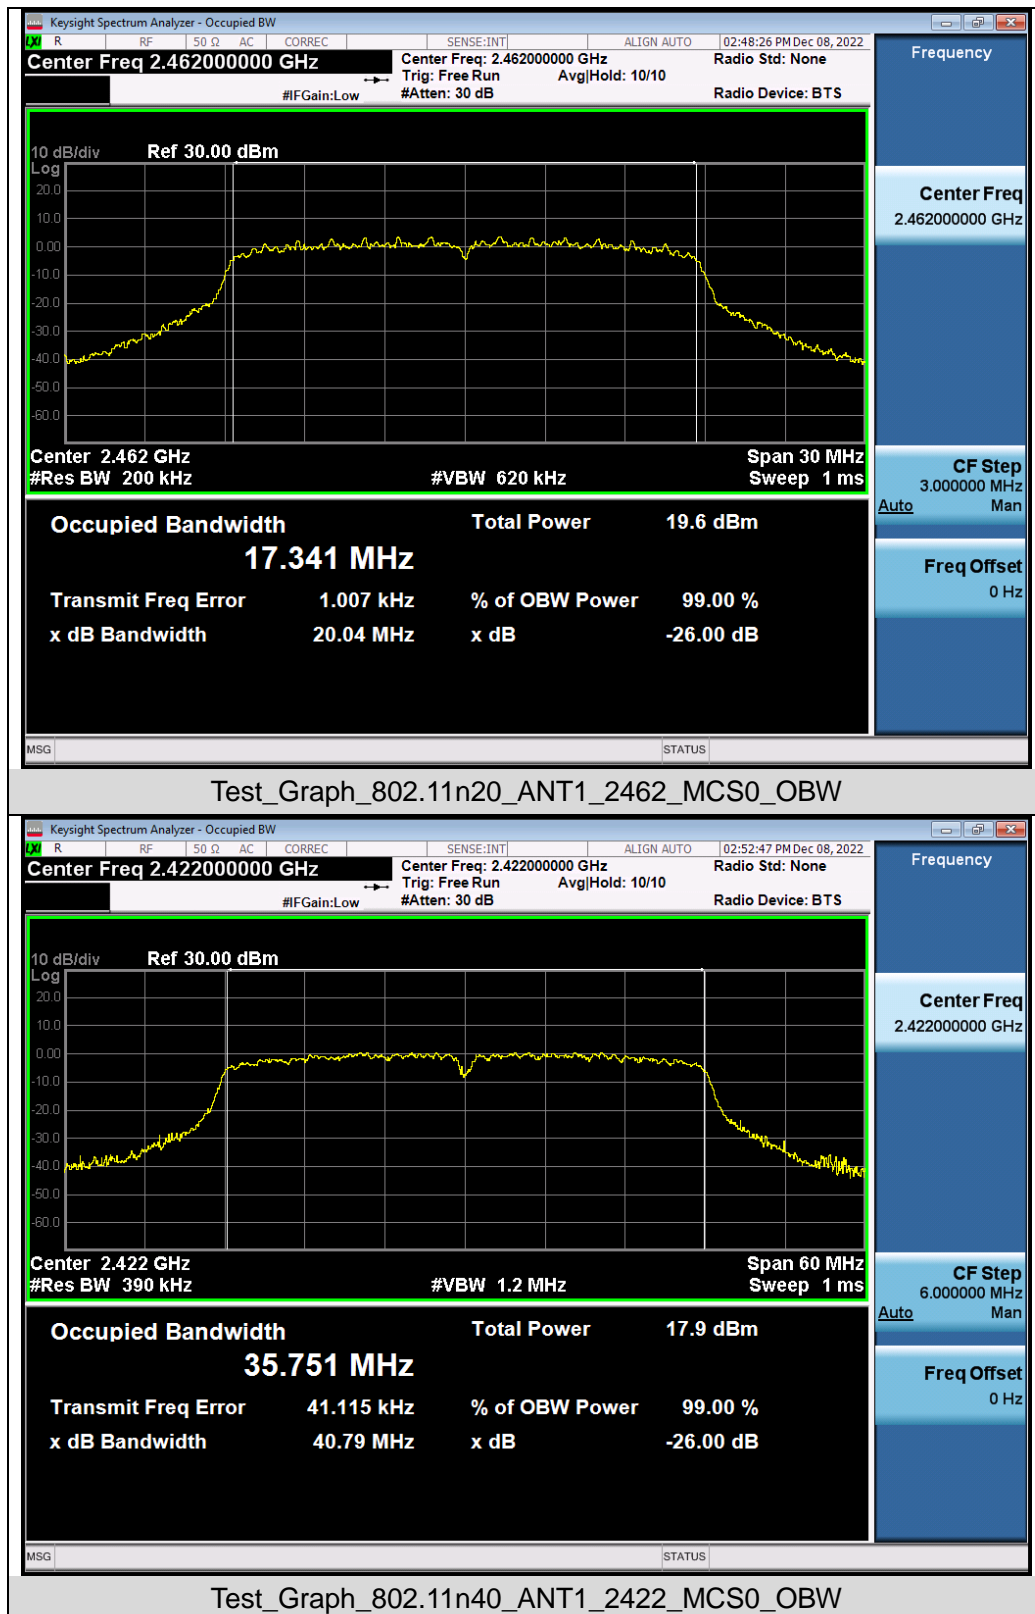 Keysight Spectrum Analyzer - Occupied BW
LXI R RF 50 Ω AC CORREC SENSE:INT ALIGN AUTO 02:48:26 PM Dec 08, 2022
Center Freq 2.462000000 GHz
Center Freq: 2.462000000 GHz Radio Std: None
Trig: Free Run Avg|Hold: 10/10
#IFGain:Low #Atten: 30 dB Radio Device: BTS
Frequency
10 dB/div Ref 30.00 dBm
Log
20.0
10.0
0.00
-10.0
-20.0
-30.0
-40.0
-50.0
-60.0
Center 2.462 GHz Span 30 MHz
#Res BW 200 kHz #VBW 620 kHz Sweep 1 ms
Center Freq
2.462000000 GHz
CF Step
3.000000 MHz
Auto Man
Freq Offset
0 Hz
Occupied Bandwidth Total Power 19.6 dBm
17.341 MHz
Transmit Freq Error 1.007 kHz % of OBW Power 99.00 %
x dB Bandwidth 20.04 MHz x dB -26.00 dB
MSG STATUS
Test_Graph_802.11n20_ANT1_2462_MCS0_OBW
Keysight Spectrum Analyzer - Occupied BW
LXI R RF 50 Ω AC CORREC SENSE:INT ALIGN AUTO 02:52:47 PM Dec 08, 2022
Center Freq 2.422000000 GHz
Center Freq: 2.422000000 GHz Radio Std: None
Trig: Free Run Avg|Hold: 10/10
#IFGain:Low #Atten: 30 dB Radio Device: BTS
Frequency
10 dB/div Ref 30.00 dBm
Log
20.0
10.0
0.00
-10.0
-20.0
-30.0
-40.0
-50.0
-60.0
Center 2.422 GHz Span 60 MHz
#Res BW 390 kHz #VBW 1.2 MHz Sweep 1 ms
Center Freq
2.422000000 GHz
CF Step
6.000000 MHz
Auto Man
Freq Offset
0 Hz
Occupied Bandwidth Total Power 17.9 dBm
35.751 MHz
Transmit Freq Error 41.115 kHz % of OBW Power 99.00 %
x dB Bandwidth 40.79 MHz x dB -26.00 dB
MSG STATUS
Test_Graph_802.11n40_ANT1_2422_MCS0_OBW